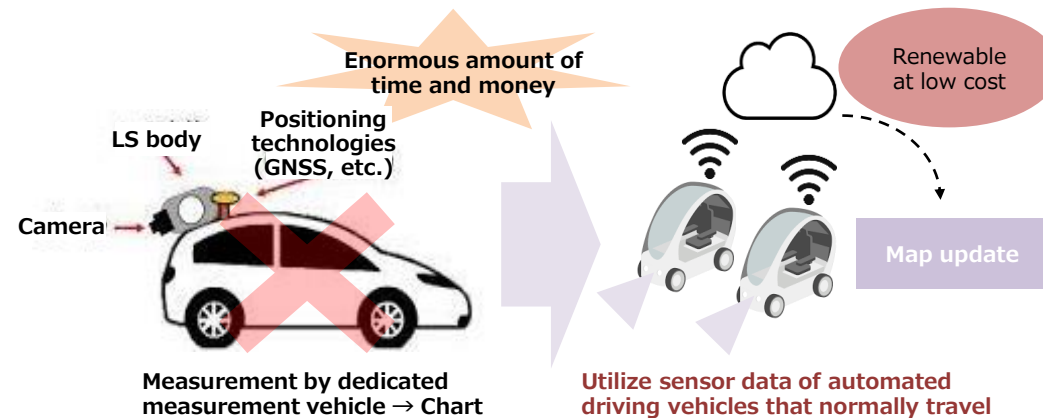 Enormous amount of
time and money
Renewable
at low cost
LS body
Positioning
technologies
(GNSS, etc.)
Camera
Map update
Measurement by dedicated
measurement vehicle → Chart
Utilize sensor data of automated
driving vehicles that normally travel